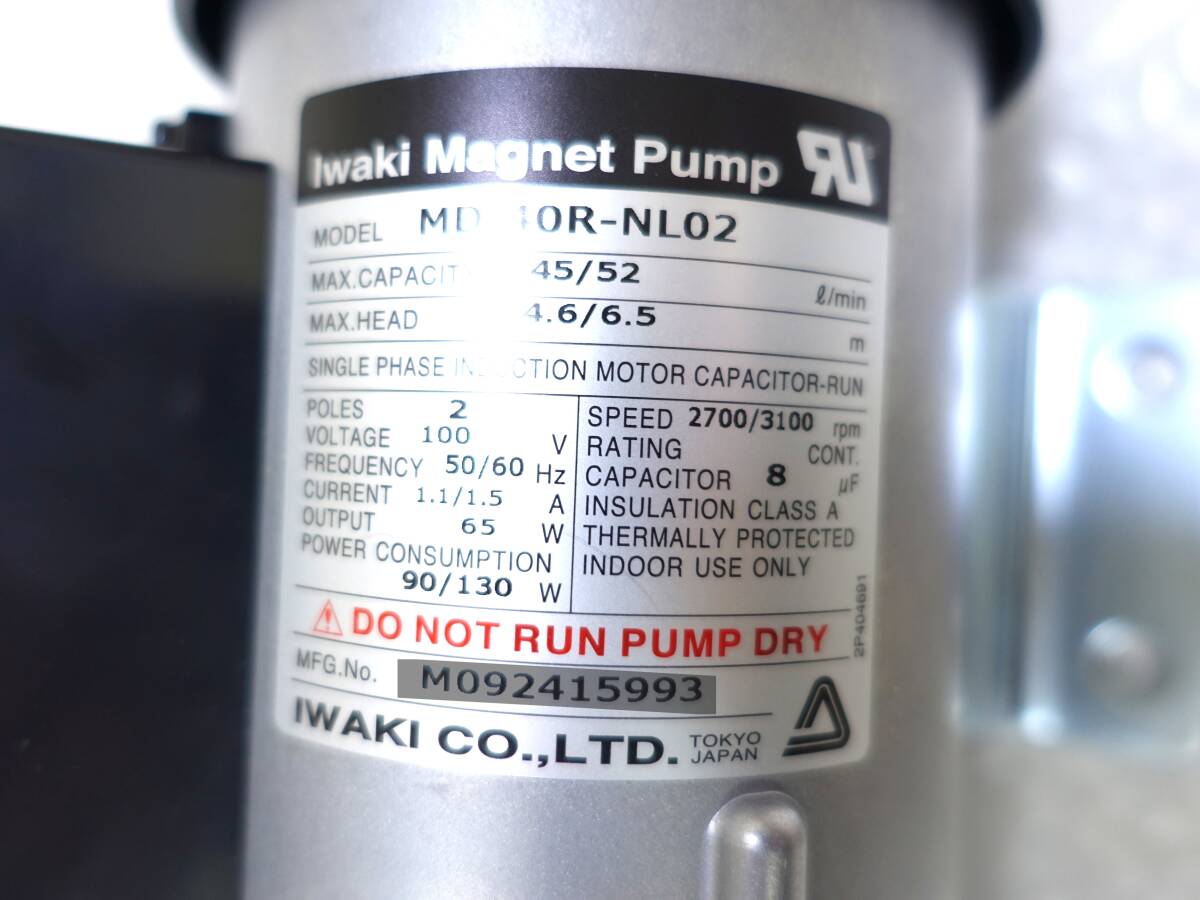 Iwaki Magnet Pump
MODEL
MAX.CAPACITY 45/52 ℓ/min
MAX.HEAD 4.6/6.5 m
SINGLE PHASE INDUCTION MOTOR CAPACITOR-RUN
POLES 2
VOLTAGE 100 V
FREQUENCY 50/60 Hz
CURRENT 1.1/1.5 A
OUTPUT 65 W
POWER CONSUMPTION
90/130 W
SPEED 2700/3100 rpm
RATING CONT.
CAPACITOR 8 μF
INSULATION CLASS A
THERMALLY PROTECTED
INDOOR USE ONLY
2P404691
DO NOT RUN PUMP DRY
MFG.No. M092415993
IWAKI CO.,LTD. TOKYO
JAPAN